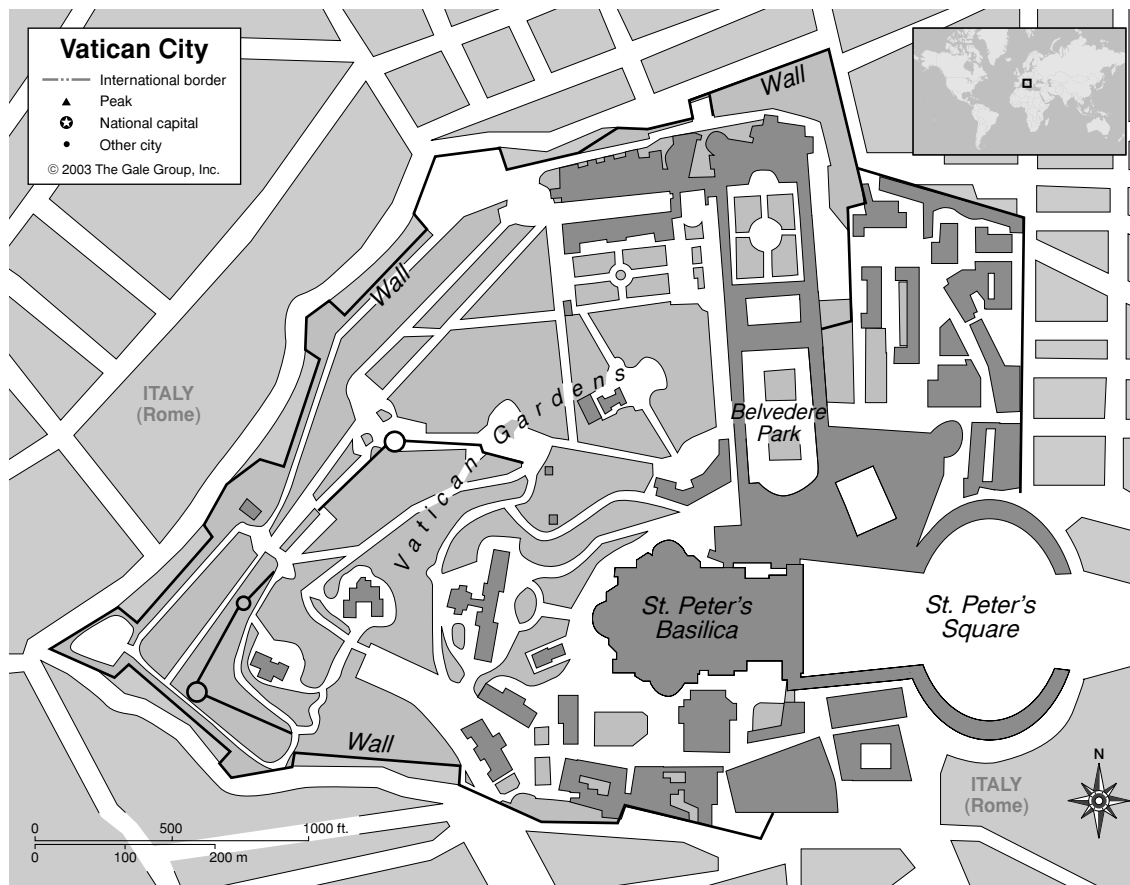 Vatican City
International border
Peak
National capital
Other city
© 2003 The Gale Group, Inc.
Wall
Wall
ITALY
(Rome)
Vatican Gardens
Belvedere
Park
St. Peter's
Basilica
St. Peter's
Square
Wall
ITALY
(Rome)
N
0 500 1000 ft.
0 100 200 m